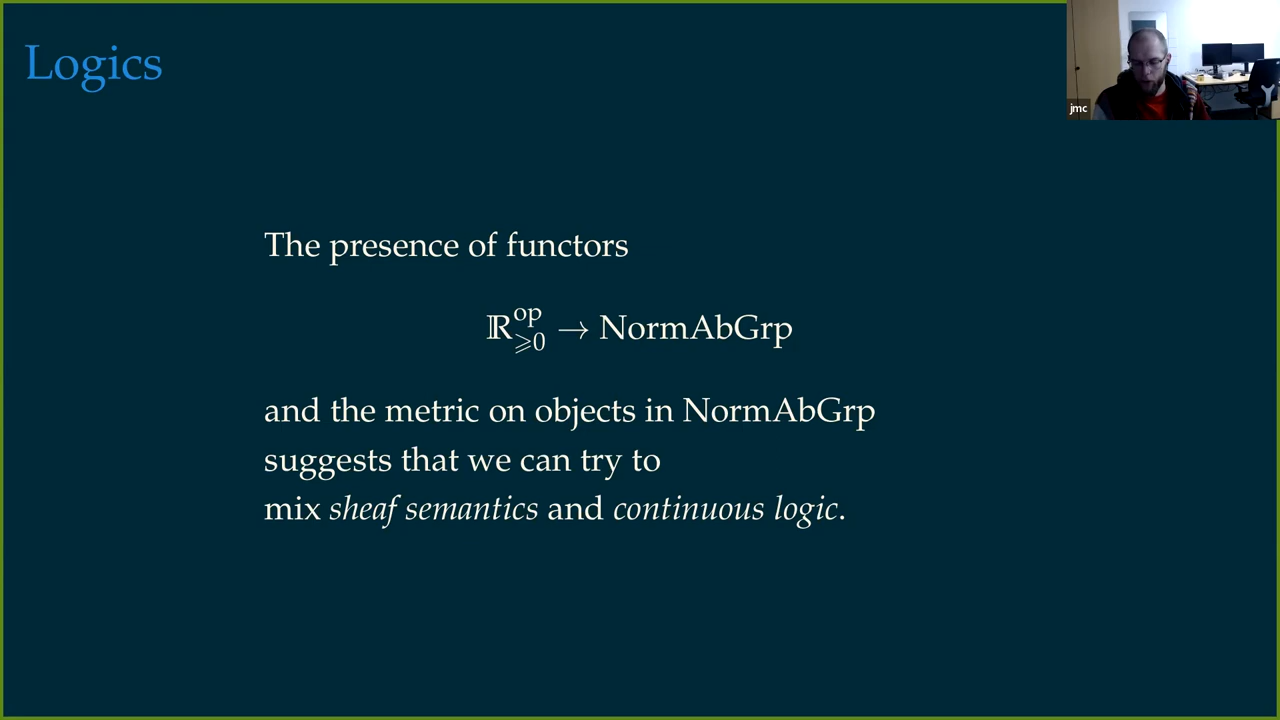 Logics
jmc
The presence of functors
ℝ^op_⩾0 → NormAbGrp
and the metric on objects in NormAbGrp
suggests that we can try to
mix sheaf semantics and continuous logic.